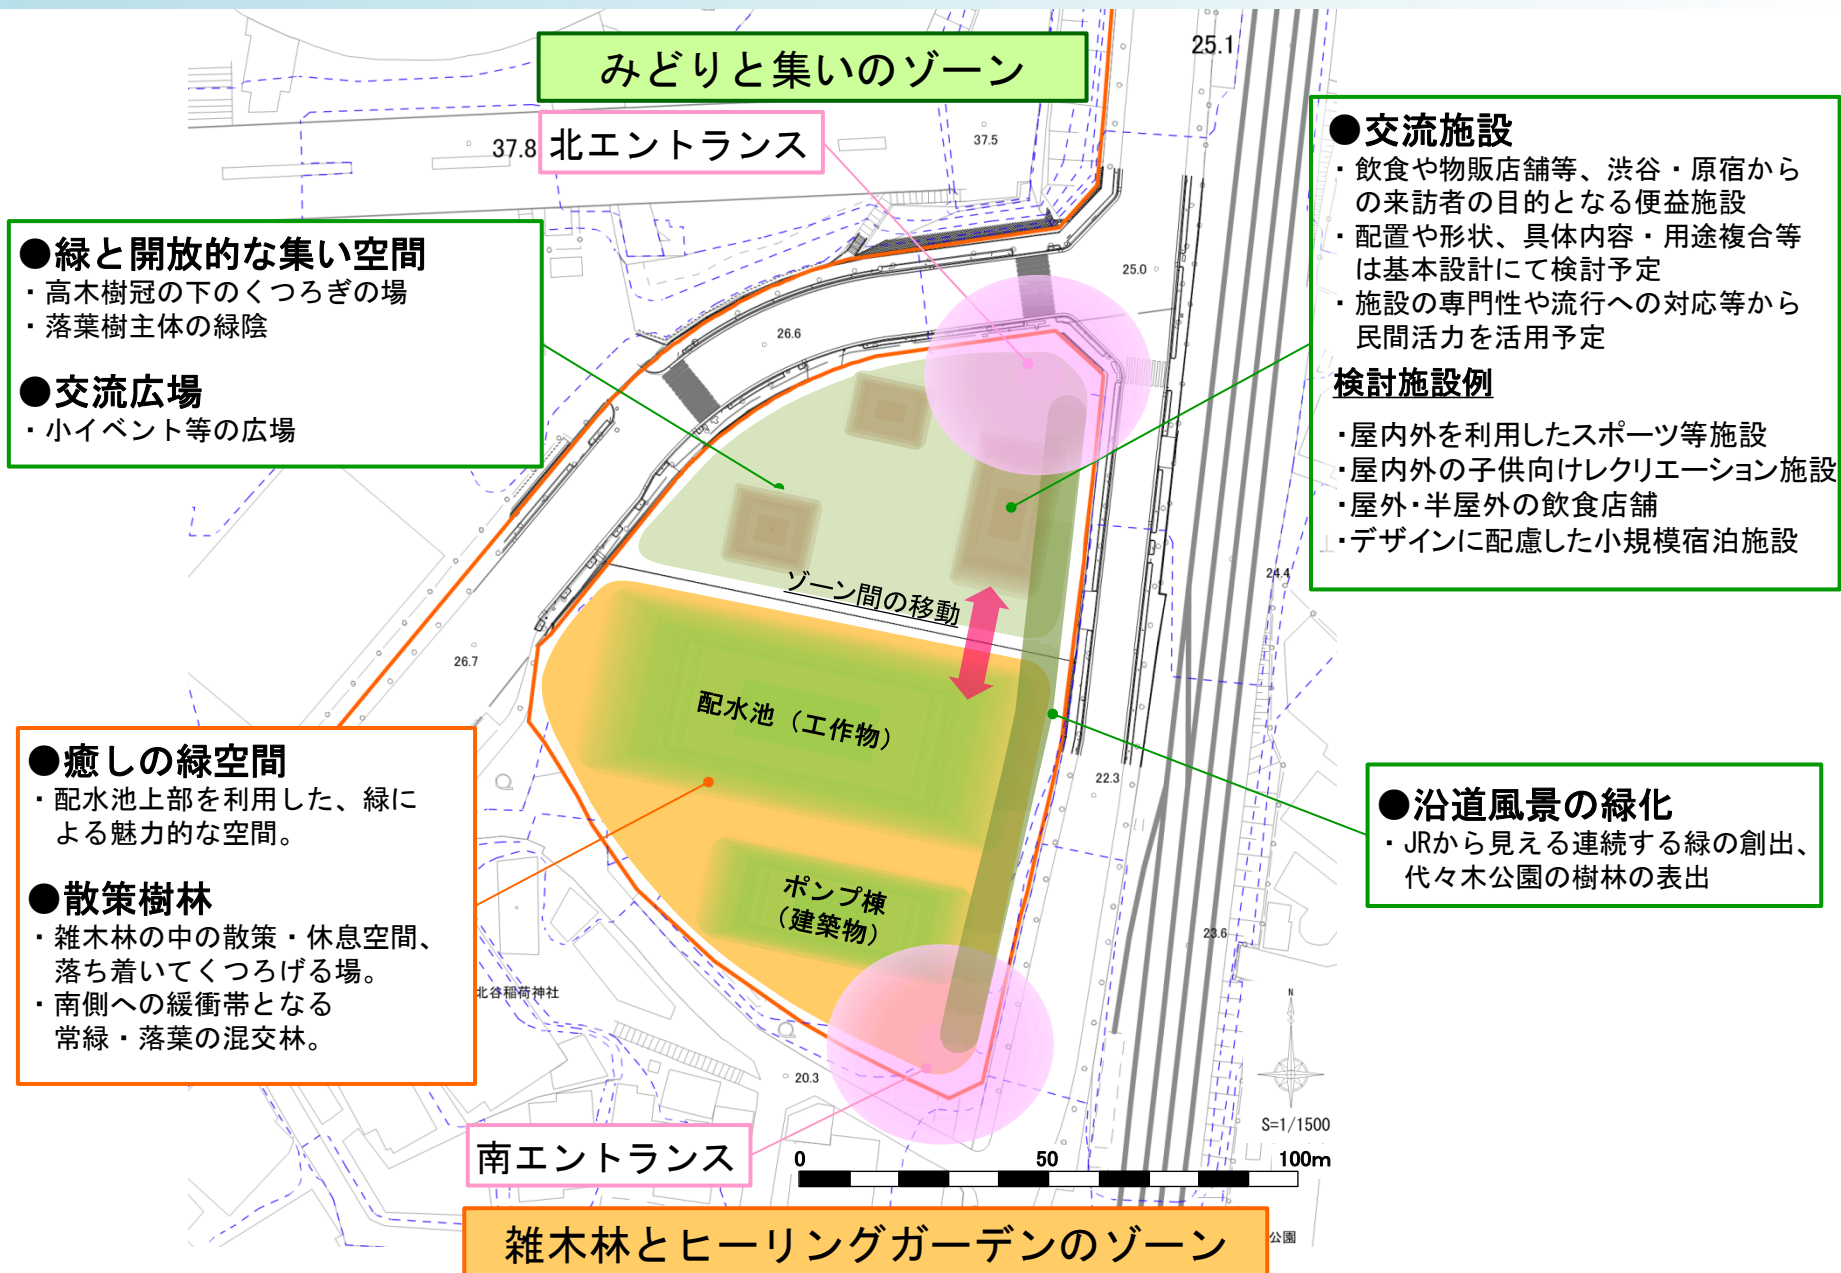 みどりと集いのゾーン
25.1
37.8
北エントランス
37.5
●交流施設
・飲食や物販店舗等、渋谷・原宿から
の来訪者の目的となる便益施設
・配置や形状、具体内容・用途複合等
は基本設計にて検討予定
・施設の専門性や流行への対応等から
民間活力を活用予定
検討施設例
・屋内外を利用したスポーツ等施設
・屋内外の子供向けレクリエーション施設
・屋外・半屋外の飲食店舗
・デザインに配慮した小規模宿泊施設
●緑と開放的な集い空間
・高木樹冠の下のくつろぎの場
・落葉樹主体の緑陰
●交流広場
・小イベント等の広場
25.0
26.6
24.4
ゾーン間の移動
26.7
配水池（工作物）
22.3
●癒しの緑空間
・配水池上部を利用した、緑に
よる魅力的な空間。
●散策樹林
・雑木林の中の散策・休息空間、
落ち着いてくつろげる場。
・南側への緩衝帯となる
常緑・落葉の混交林。
●沿道風景の緑化
・JRから見える連続する緑の創出、
代々木公園の樹林の表出
ポンプ棟
（建築物）
23.6
北谷稲荷神社
N
20.3
S=1/1500
南エントランス
0 50 100m
雑木林とヒーリングガーデンのゾーン
公園